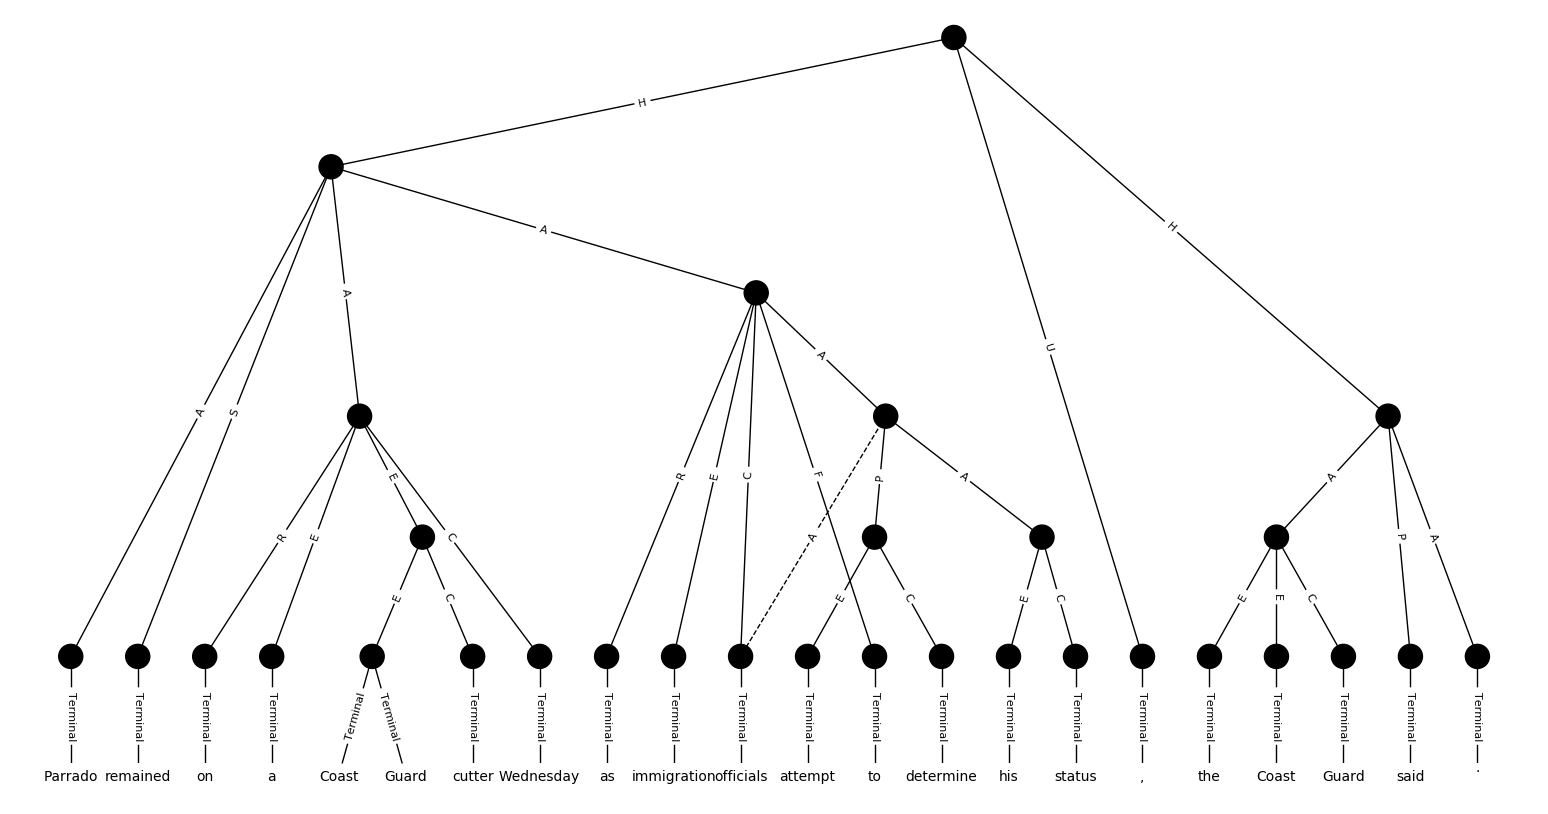 H
A
H
A
U
A
A
S
R
E
C
F
A
E
R
E
C
P
A
A
A
P
A
E
C
E
C
E
C
E
E
C
Terminal Terminal Terminal Terminal Terminal Terminal Terminal Terminal Terminal Terminal Terminal Terminal Terminal Terminal Terminal Terminal Terminal Terminal Terminal Terminal Terminal Terminal
Parrado remained on a Coast Guard cutter Wednesday as immigration officials attempt to determine his status , the Coast Guard said .